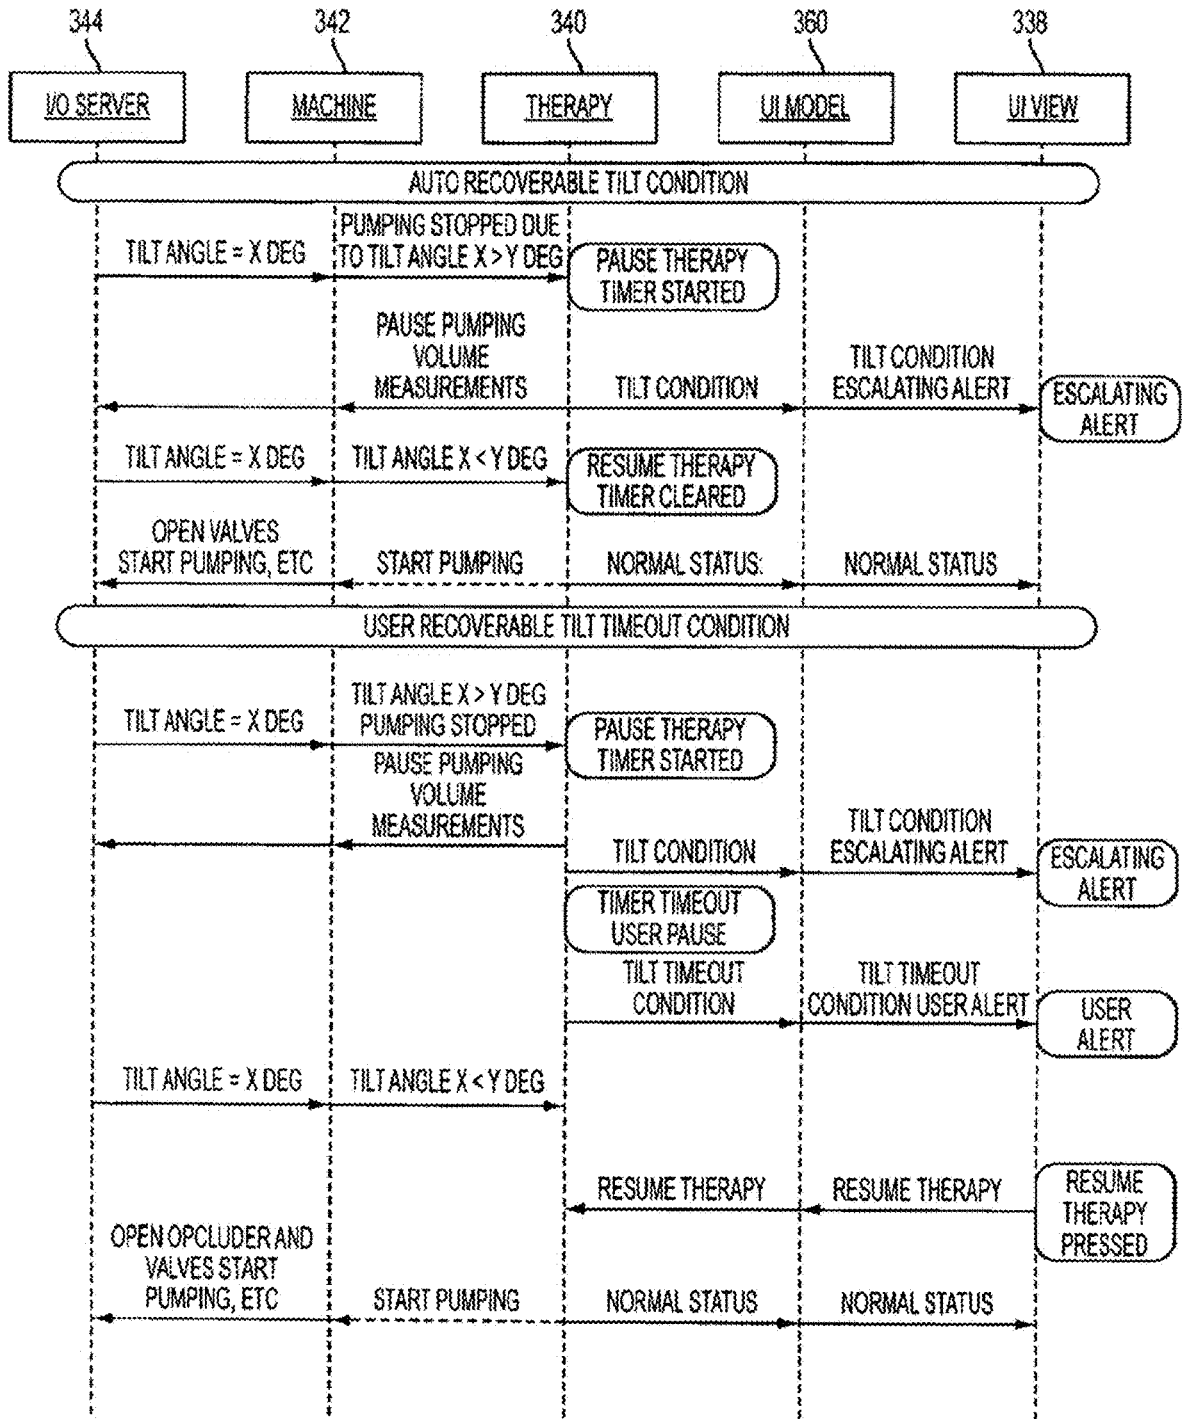 344
342
340
360
338
I/O SERVER
MACHINE
THERAPY
UI MODEL
UI VIEW
AUTO RECOVERABLE TILT CONDITION
TILT ANGLE = X DEG
PUMPING STOPPED DUE
TO TILT ANGLE X > Y DEG
PAUSE THERAPY
TIMER STARTED
PAUSE PUMPING
VOLUME
MEASUREMENTS
TILT CONDITION
TILT CONDITION
ESCALATING ALERT
ESCALATING
ALERT
TILT ANGLE = X DEG
TILT ANGLE X < Y DEG
RESUME THERAPY
TIMER CLEARED
OPEN VALVES
START PUMPING, ETC
START PUMPING
NORMAL STATUS:
NORMAL STATUS
USER RECOVERABLE TILT TIMEOUT CONDITION
TILT ANGLE = X DEG
TILT ANGLE X > Y DEG
PUMPING STOPPED
PAUSE THERAPY
TIMER STARTED
PAUSE PUMPING
VOLUME
MEASUREMENTS
TILT CONDITION
TILT CONDITION
ESCALATING ALERT
ESCALATING
ALERT
TIMER TIMEOUT
USER PAUSE
TILT TIMEOUT
CONDITION
TILT TIMEOUT
CONDITION USER ALERT
USER
ALERT
TILT ANGLE = X DEG
TILT ANGLE X < Y DEG
RESUME THERAPY
RESUME THERAPY
RESUME
THERAPY
PRESSED
OPEN OPCLUDER AND
VALVES START
PUMPING, ETC
START PUMPING
NORMAL STATUS
NORMAL STATUS